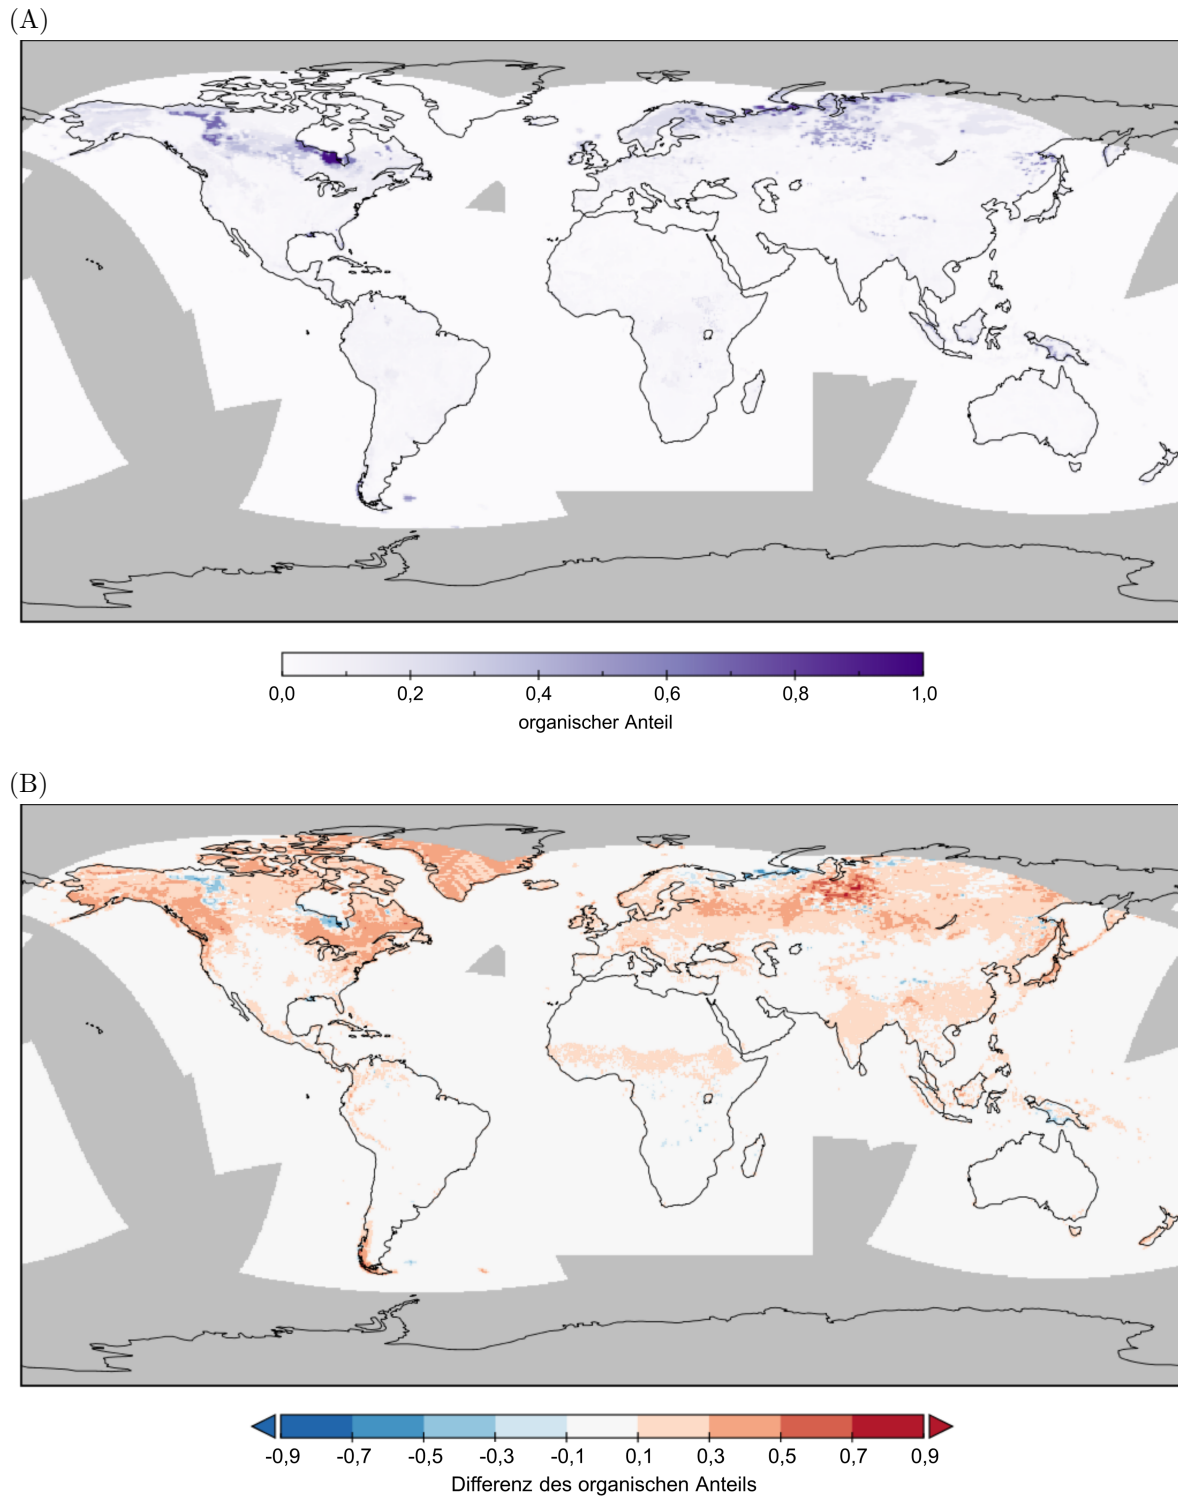 (A)
0,0 0,2 0,4 0,6 0,8 1,0
organischer Anteil
(B)
-0,9 -0,7 -0,5 -0,3 -0,1 0,1 0,3 0,5 0,7 0,9
Differenz des organischen Anteils